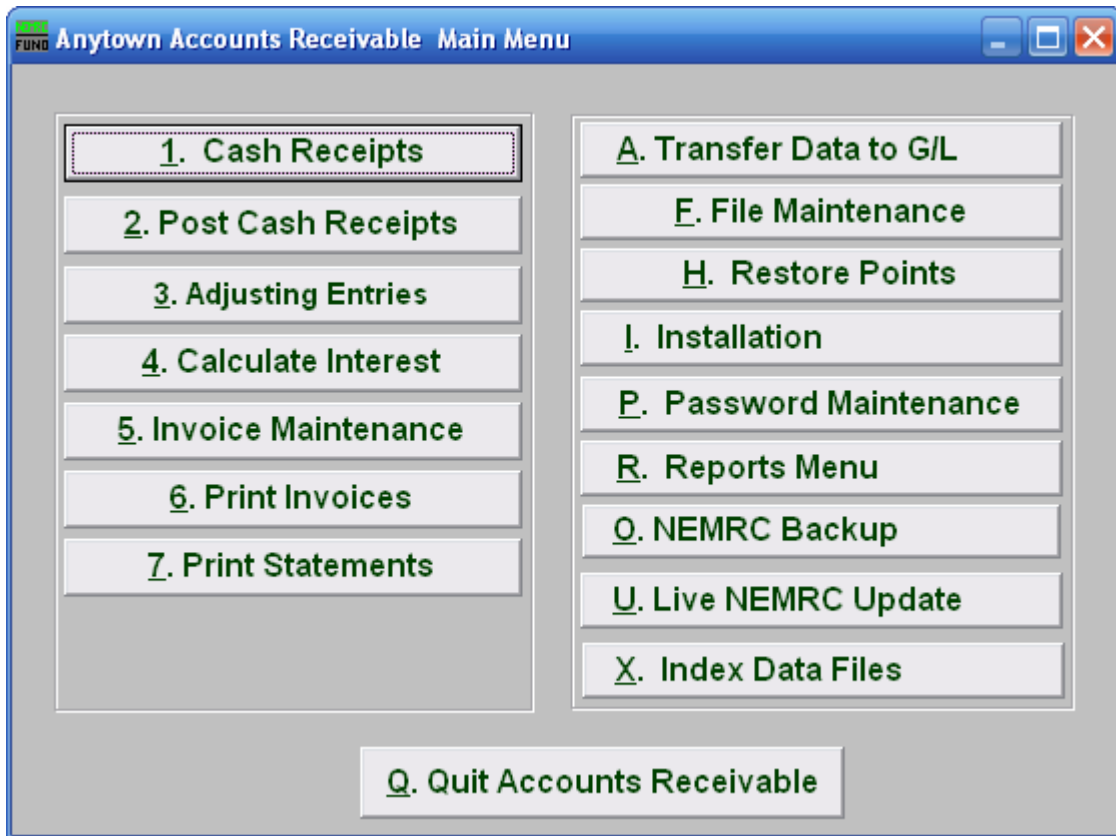 NEMRC
FUND Anytown Accounts Receivable Main Menu
1. Cash Receipts
2. Post Cash Receipts
3. Adjusting Entries
4. Calculate Interest
5. Invoice Maintenance
6. Print Invoices
7. Print Statements
A. Transfer Data to G/L
F. File Maintenance
H. Restore Points
I. Installation
P. Password Maintenance
R. Reports Menu
O. NEMRC Backup
U. Live NEMRC Update
X. Index Data Files
Q. Quit Accounts Receivable